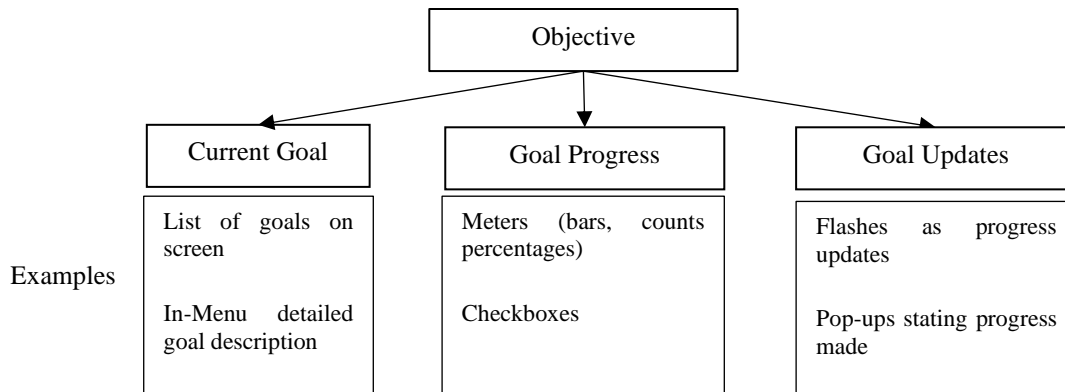 Objective
Current Goal
Goal Progress
Goal Updates
Examples
List of goals on
screen
In-Menu detailed
goal description
Meters (bars, counts
percentages)
Checkboxes
Flashes as progress
updates
Pop-ups stating progress
made